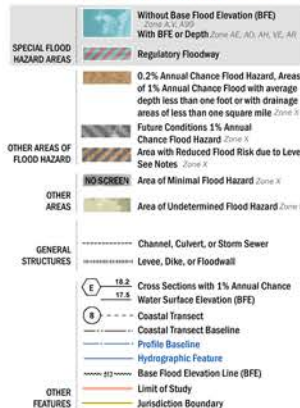 Without Base Flood Elevation (BFE)
Zone A,V, A99
With BFE or Depth Zone AE, AO, AH, VE, AR
SPECIAL FLOOD
HAZARD AREAS
Regulatory Floodway
0.2% Annual Chance Flood Hazard, Areas
of 1% Annual Chance Flood with average
depth less than one foot or with drainage
areas of less than one square mile Zone X
Future Conditions 1% Annual
Chance Flood Hazard Zone X
OTHER AREAS OF
FLOOD HAZARD
Area with Reduced Flood Risk due to Leve
See Notes Zone X
NO SCREEN Area of Minimal Flood Hazard Zone X
OTHER
AREAS
Area of Undetermined Flood Hazard Zone
GENERAL
STRUCTURES
Channel, Culvert, or Storm Sewer
Levee, Dike, or Floodwall
E 18.2 Cross Sections with 1% Annual Chance
17.5 Water Surface Elevation (BFE)
8 Coastal Transect
Coastal Transect Baseline
Profile Baseline
Hydrographic Feature
Base Flood Elevation Line (BFE)
OTHER
FEATURES
Limit of Study
Jurisdiction Boundary